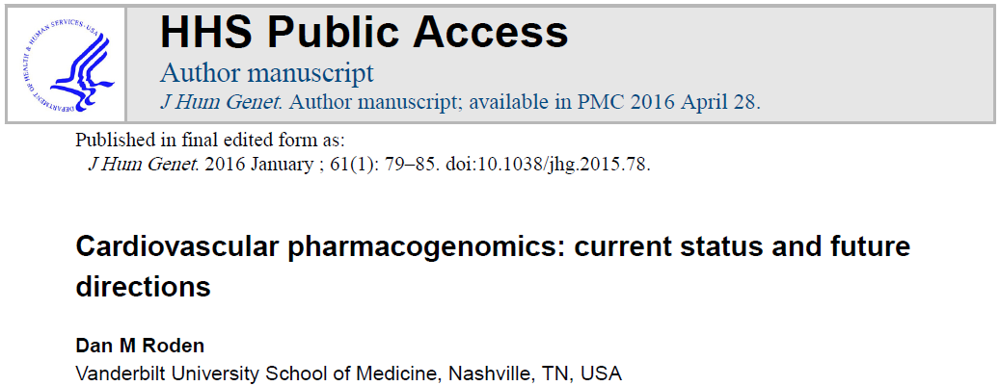 DEPARTMENT OF HEALTH & HUMAN SERVICES·USA
HHS Public Access
Author manuscript
J Hum Genet. Author manuscript; available in PMC 2016 April 28.
Published in final edited form as:
J Hum Genet. 2016 January ; 61(1): 79–85. doi:10.1038/jhg.2015.78.
Cardiovascular pharmacogenomics: current status and future
directions
Dan M Roden
Vanderbilt University School of Medicine, Nashville, TN, USA